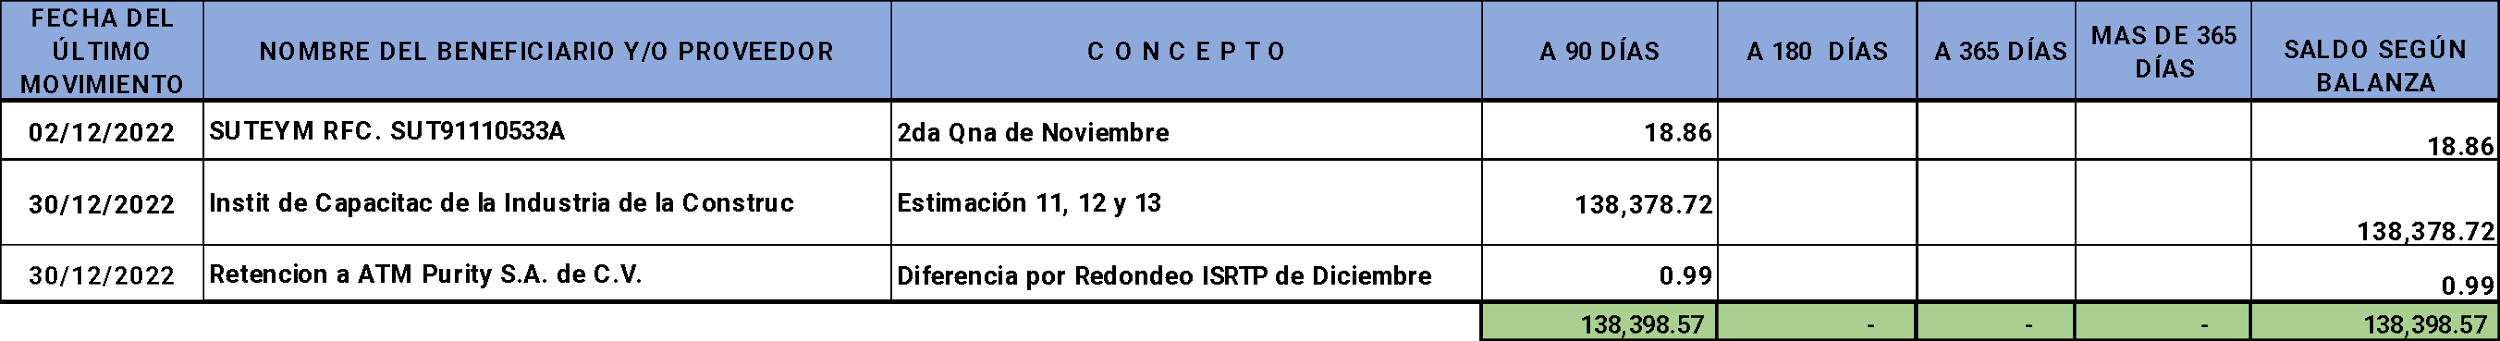 FECHA DEL ÚLTIMO MOVIMIENTO NOMBRE DEL BENEFICIARIO Y/O PROVEEDOR C O N C E P T O A 90 DÍAS A 180 DÍAS A 365 DÍAS MAS DE 365 DÍAS SALDO SEGÚN BALANZA
02/12/2022 SUTEYM RFC. SUT91110533A 2da Qna de Noviembre 18.86 18.86
30/12/2022 Instit de Capacitac de la Industria de la Construc Estimación 11, 12 y 13 138,378.72 138,378.72
30/12/2022 Retencion a ATM Purity S.A. de C.V. Diferencia por Redondeo ISRTP de Diciembre 0.99 0.99
138,398.57 - - - 138,398.57